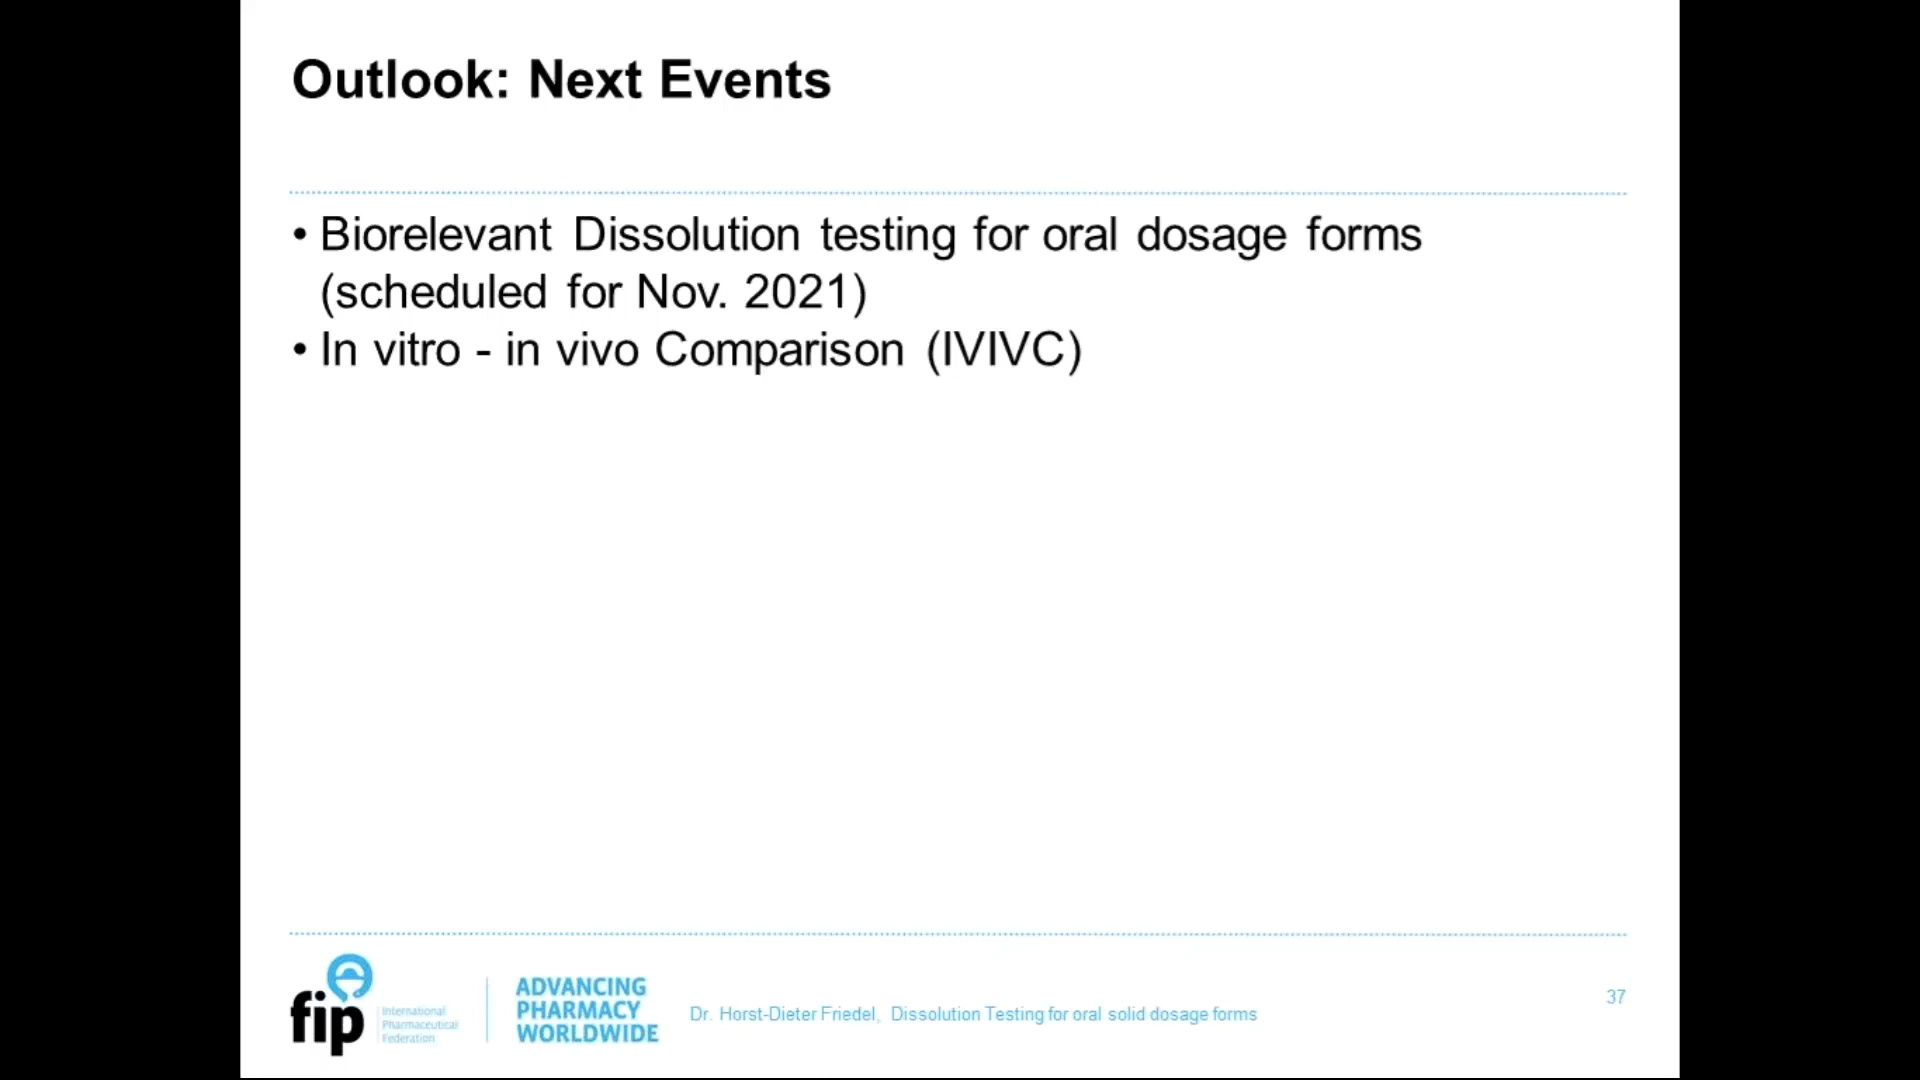 Outlook: Next Events
• Biorelevant Dissolution testing for oral dosage forms
(scheduled for Nov. 2021)
• In vitro - in vivo Comparison (IVIVC)
fip
International
Pharmaceutical
Federation
ADVANCING
PHARMACY
WORLDWIDE
Dr. Horst-Dieter Friedel, Dissolution Testing for oral solid dosage forms
37